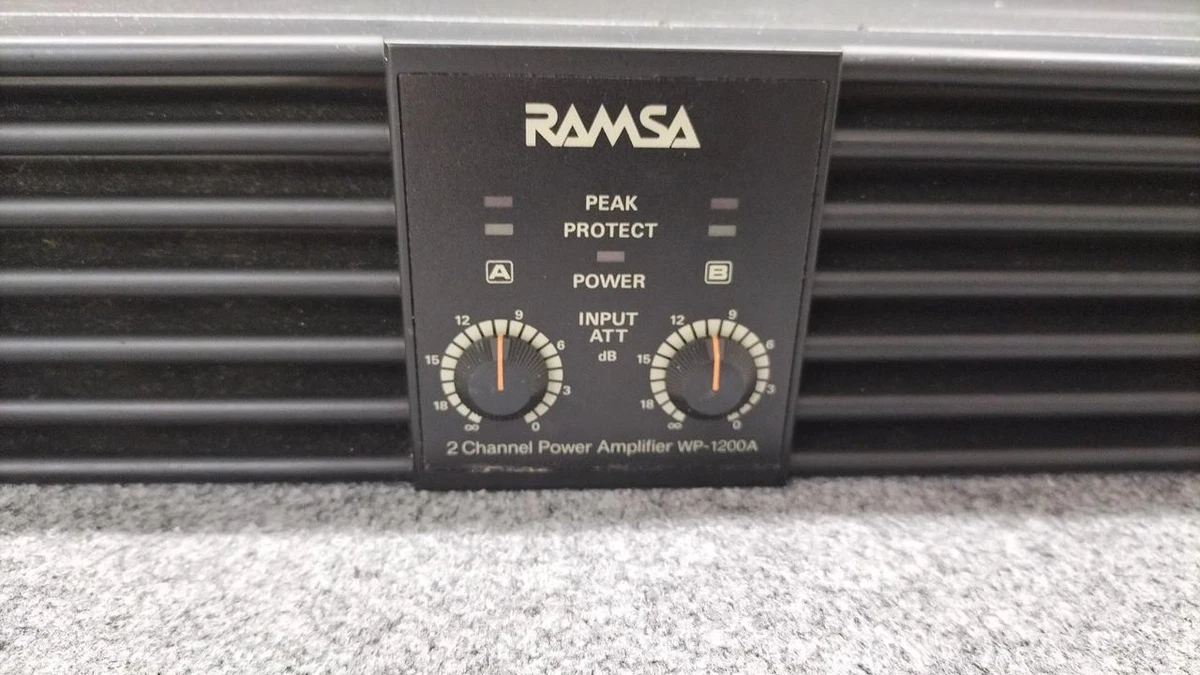 RAMSA
PEAK
PROTECT
A
B
POWER
INPUT
ATT
dB
12 9 6 15 3 18 ∞ 0
12 9 6 15 3 18 ∞ 0
2 Channel Power Amplifier WP-1200A